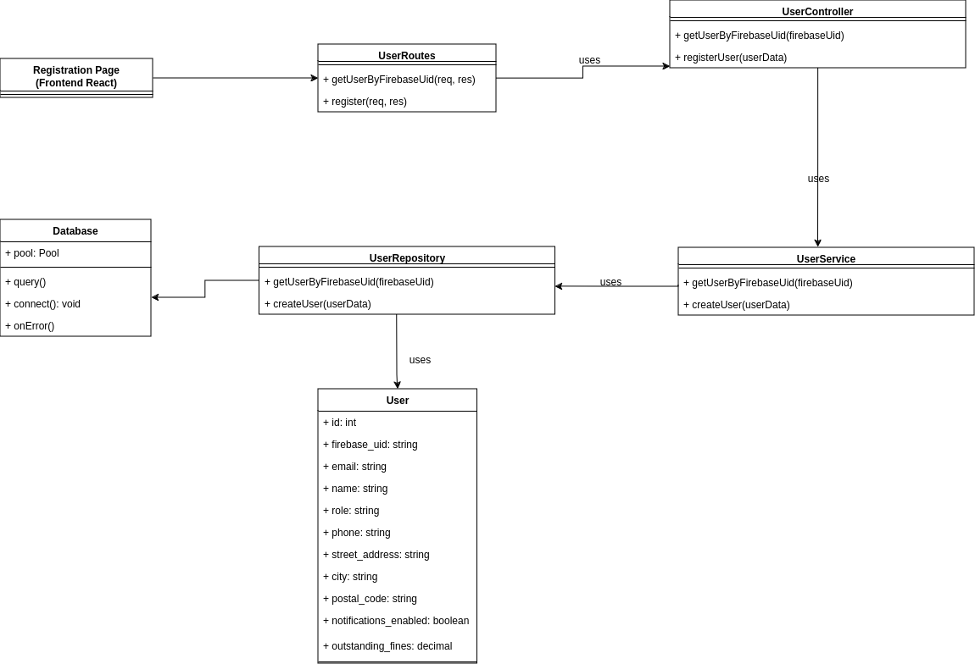 UserController
+ getUserByFirebaseUid(firebaseUid)
+ registerUser(userData)
UserRoutes
+ getUserByFirebaseUid(req, res)
+ register(req, res)
uses
Registration Page
(Frontend React)
uses
Database
+ pool: Pool
+ query()
+ connect(): void
+ onError()
UserRepository
+ getUserByFirebaseUid(firebaseUid)
+ createUser(userData)
uses
UserService
+ getUserByFirebaseUid(firebaseUid)
+ createUser(userData)
uses
User
+ id: int
+ firebase_uid: string
+ email: string
+ name: string
+ role: string
+ phone: string
+ street_address: string
+ city: string
+ postal_code: string
+ notifications_enabled: boolean
+ outstanding_fines: decimal